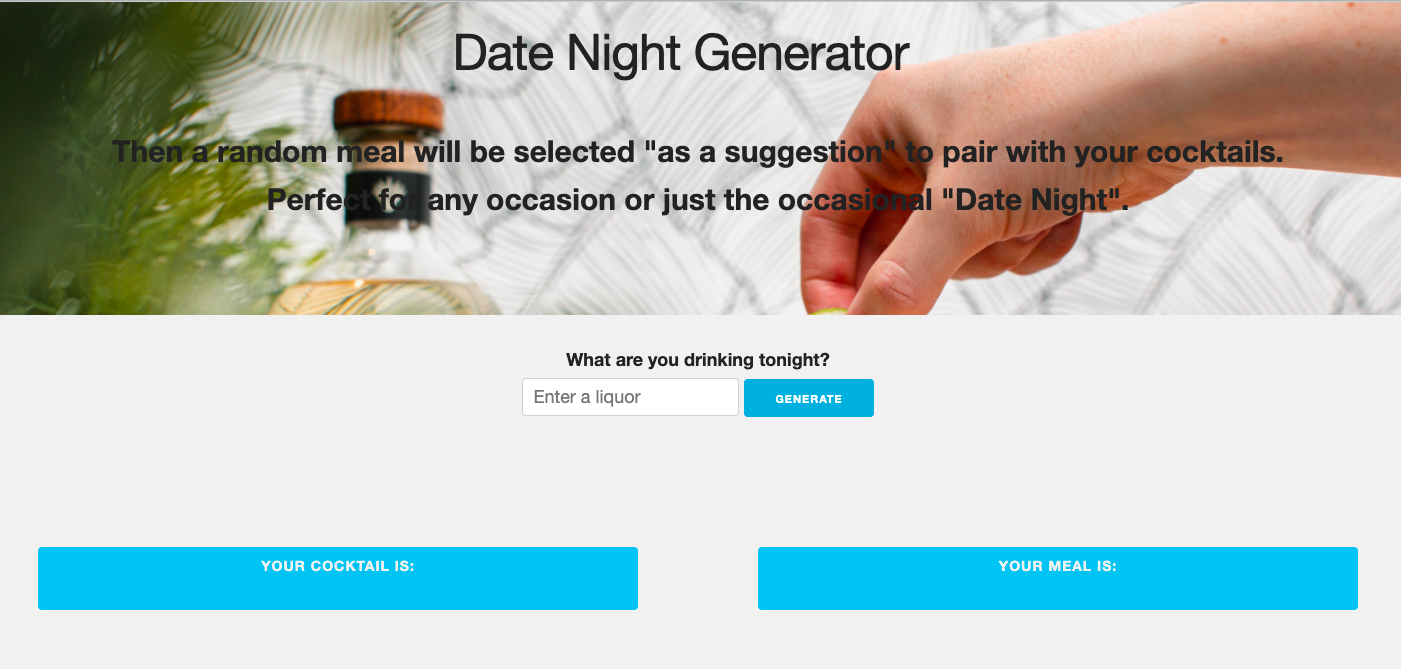 Date Night Generator
Then a random meal will be selected "as a suggestion" to pair with your cocktails.
Perfect for any occasion or just the occasional "Date Night".
What are you drinking tonight?
Enter a liquor
GENERATE
YOUR COCKTAIL IS:
YOUR MEAL IS: